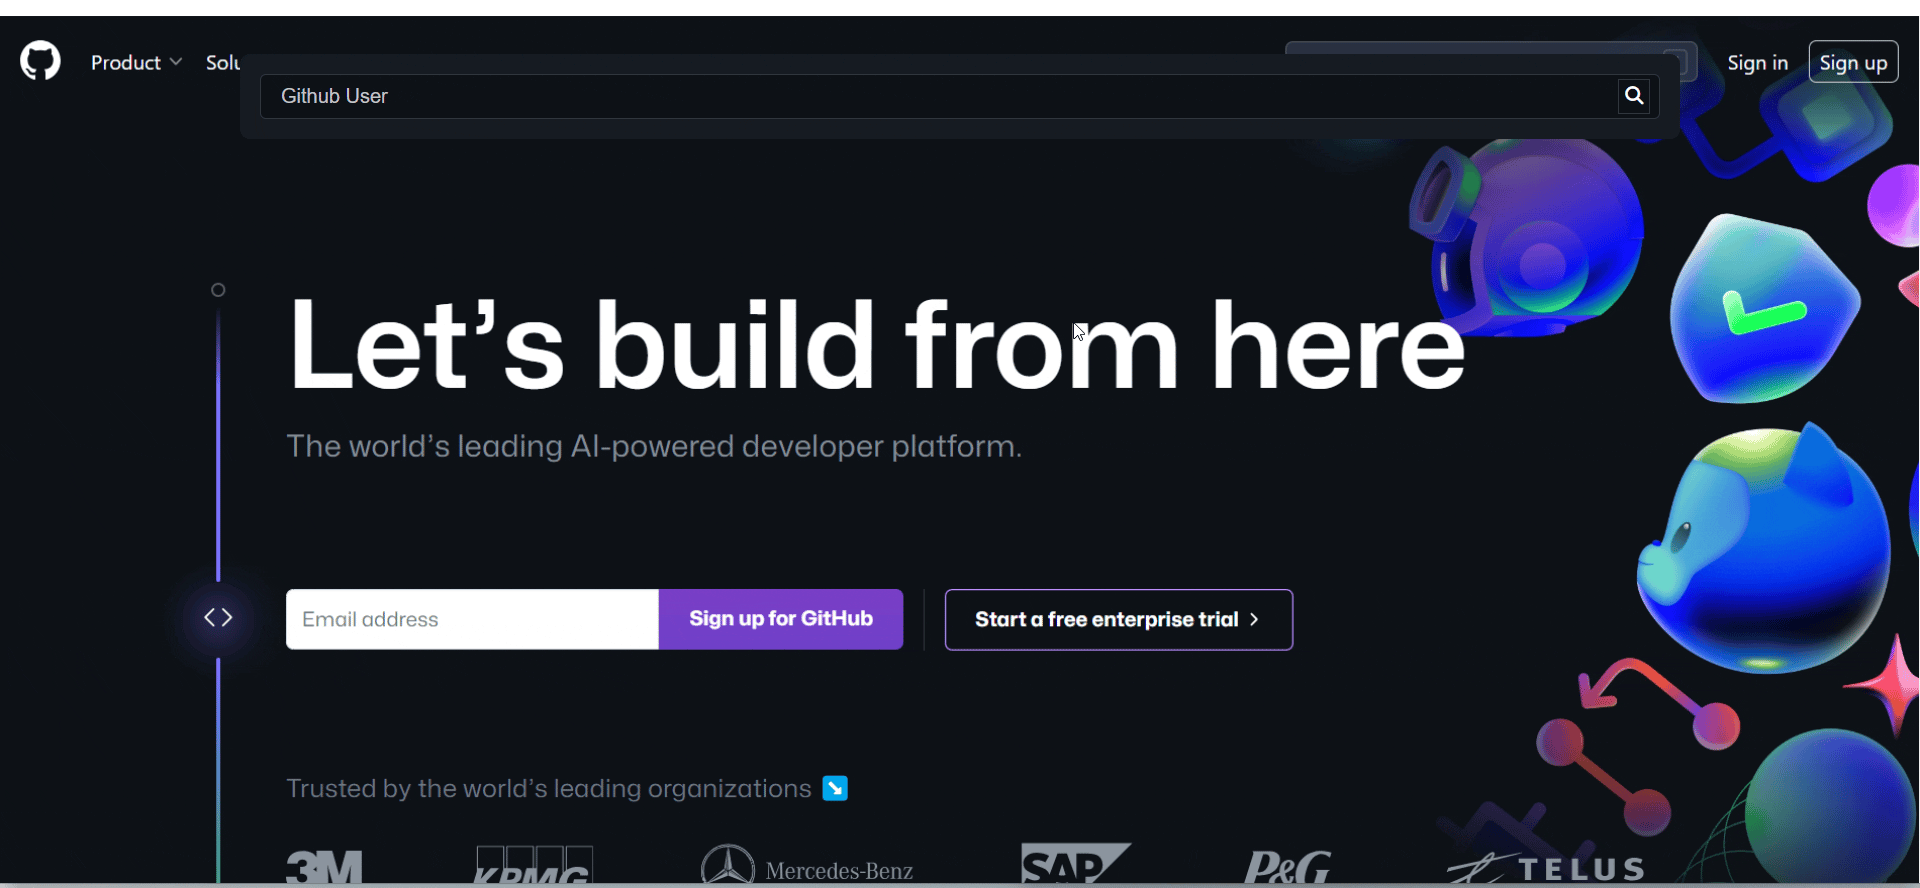 Product
Solu
Sign in
Sign up
Github User
Let’s build from here
The world’s leading AI-powered developer platform.
Email address
Sign up for GitHub
Start a free enterprise trial
Trusted by the world’s leading organizations
3M
KPMG
Mercedes-Benz
SAP
P&G
TELUS